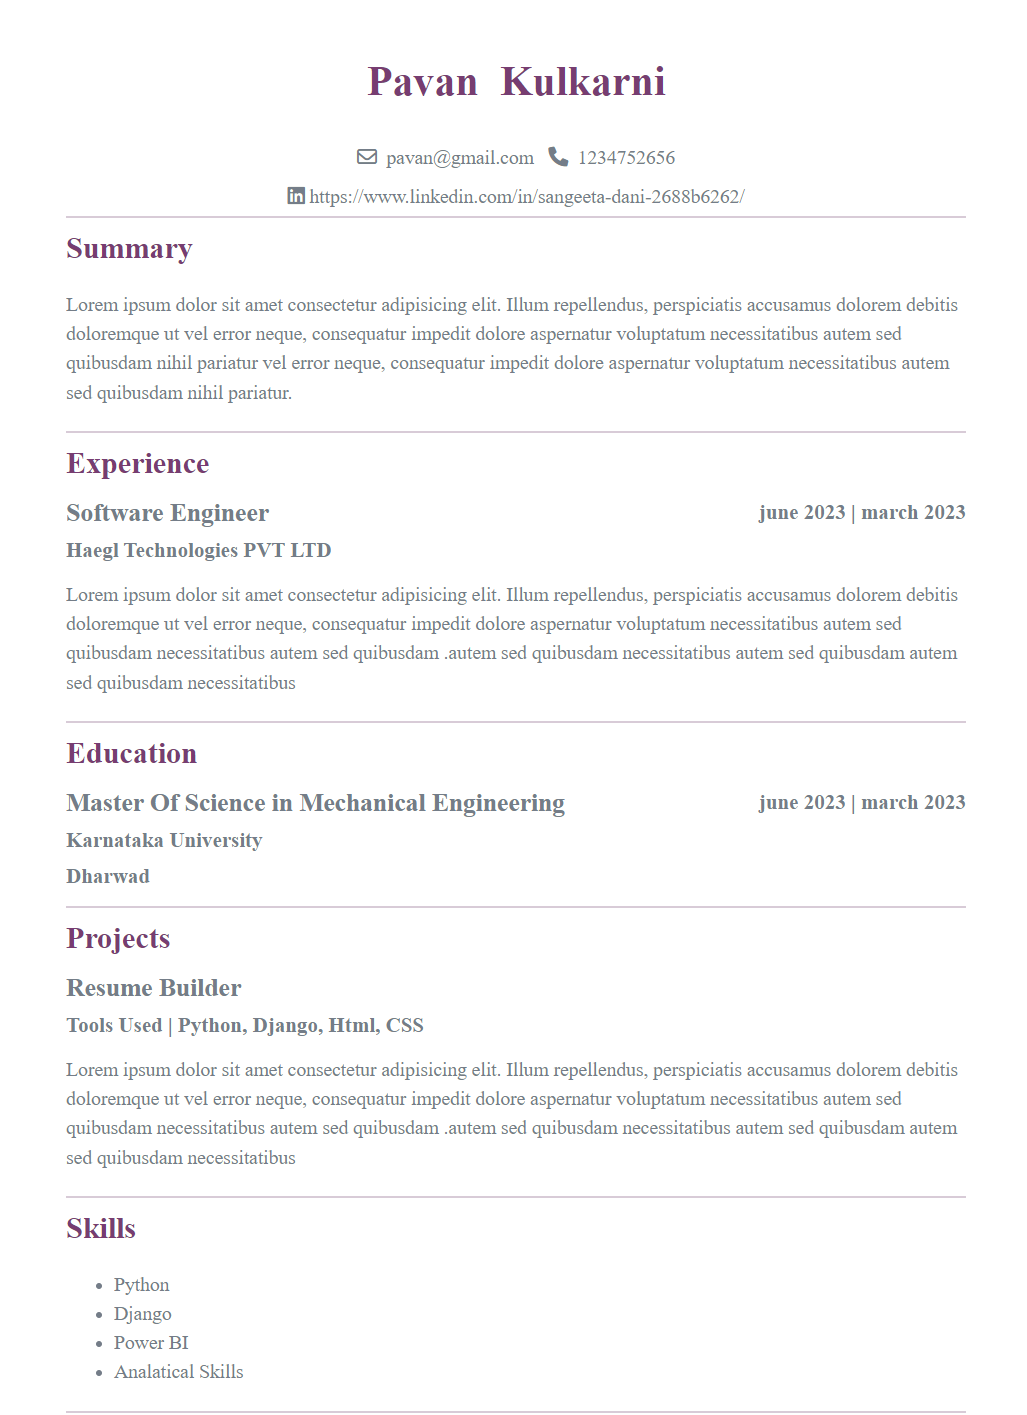 Pavan Kulkarni
pavan@gmail.com 1234752656
https://www.linkedin.com/in/sangeeta-dani-2688b6262/
Summary
Lorem ipsum dolor sit amet consectetur adipisicing elit. Illum repellendus, perspiciatis accusamus dolorem debitis
doloremque ut vel error neque, consequatur impedit dolore aspernatur voluptatum necessitatibus autem sed
quibusdam nihil pariatur vel error neque, consequatur impedit dolore aspernatur voluptatum necessitatibus autem
sed quibusdam nihil pariatur.
Experience
Software Engineer june 2023 | march 2023
Haegl Technologies PVT LTD
Lorem ipsum dolor sit amet consectetur adipisicing elit. Illum repellendus, perspiciatis accusamus dolorem debitis
doloremque ut vel error neque, consequatur impedit dolore aspernatur voluptatum necessitatibus autem sed
quibusdam necessitatibus autem sed quibusdam .autem sed quibusdam necessitatibus autem sed quibusdam autem
sed quibusdam necessitatibus
Education
Master Of Science in Mechanical Engineering june 2023 | march 2023
Karnataka University
Dharwad
Projects
Resume Builder
Tools Used | Python, Django, Html, CSS
Lorem ipsum dolor sit amet consectetur adipisicing elit. Illum repellendus, perspiciatis accusamus dolorem debitis
doloremque ut vel error neque, consequatur impedit dolore aspernatur voluptatum necessitatibus autem sed
quibusdam necessitatibus autem sed quibusdam .autem sed quibusdam necessitatibus autem sed quibusdam autem
sed quibusdam necessitatibus
Skills
• Python
• Django
• Power BI
• Analatical Skills